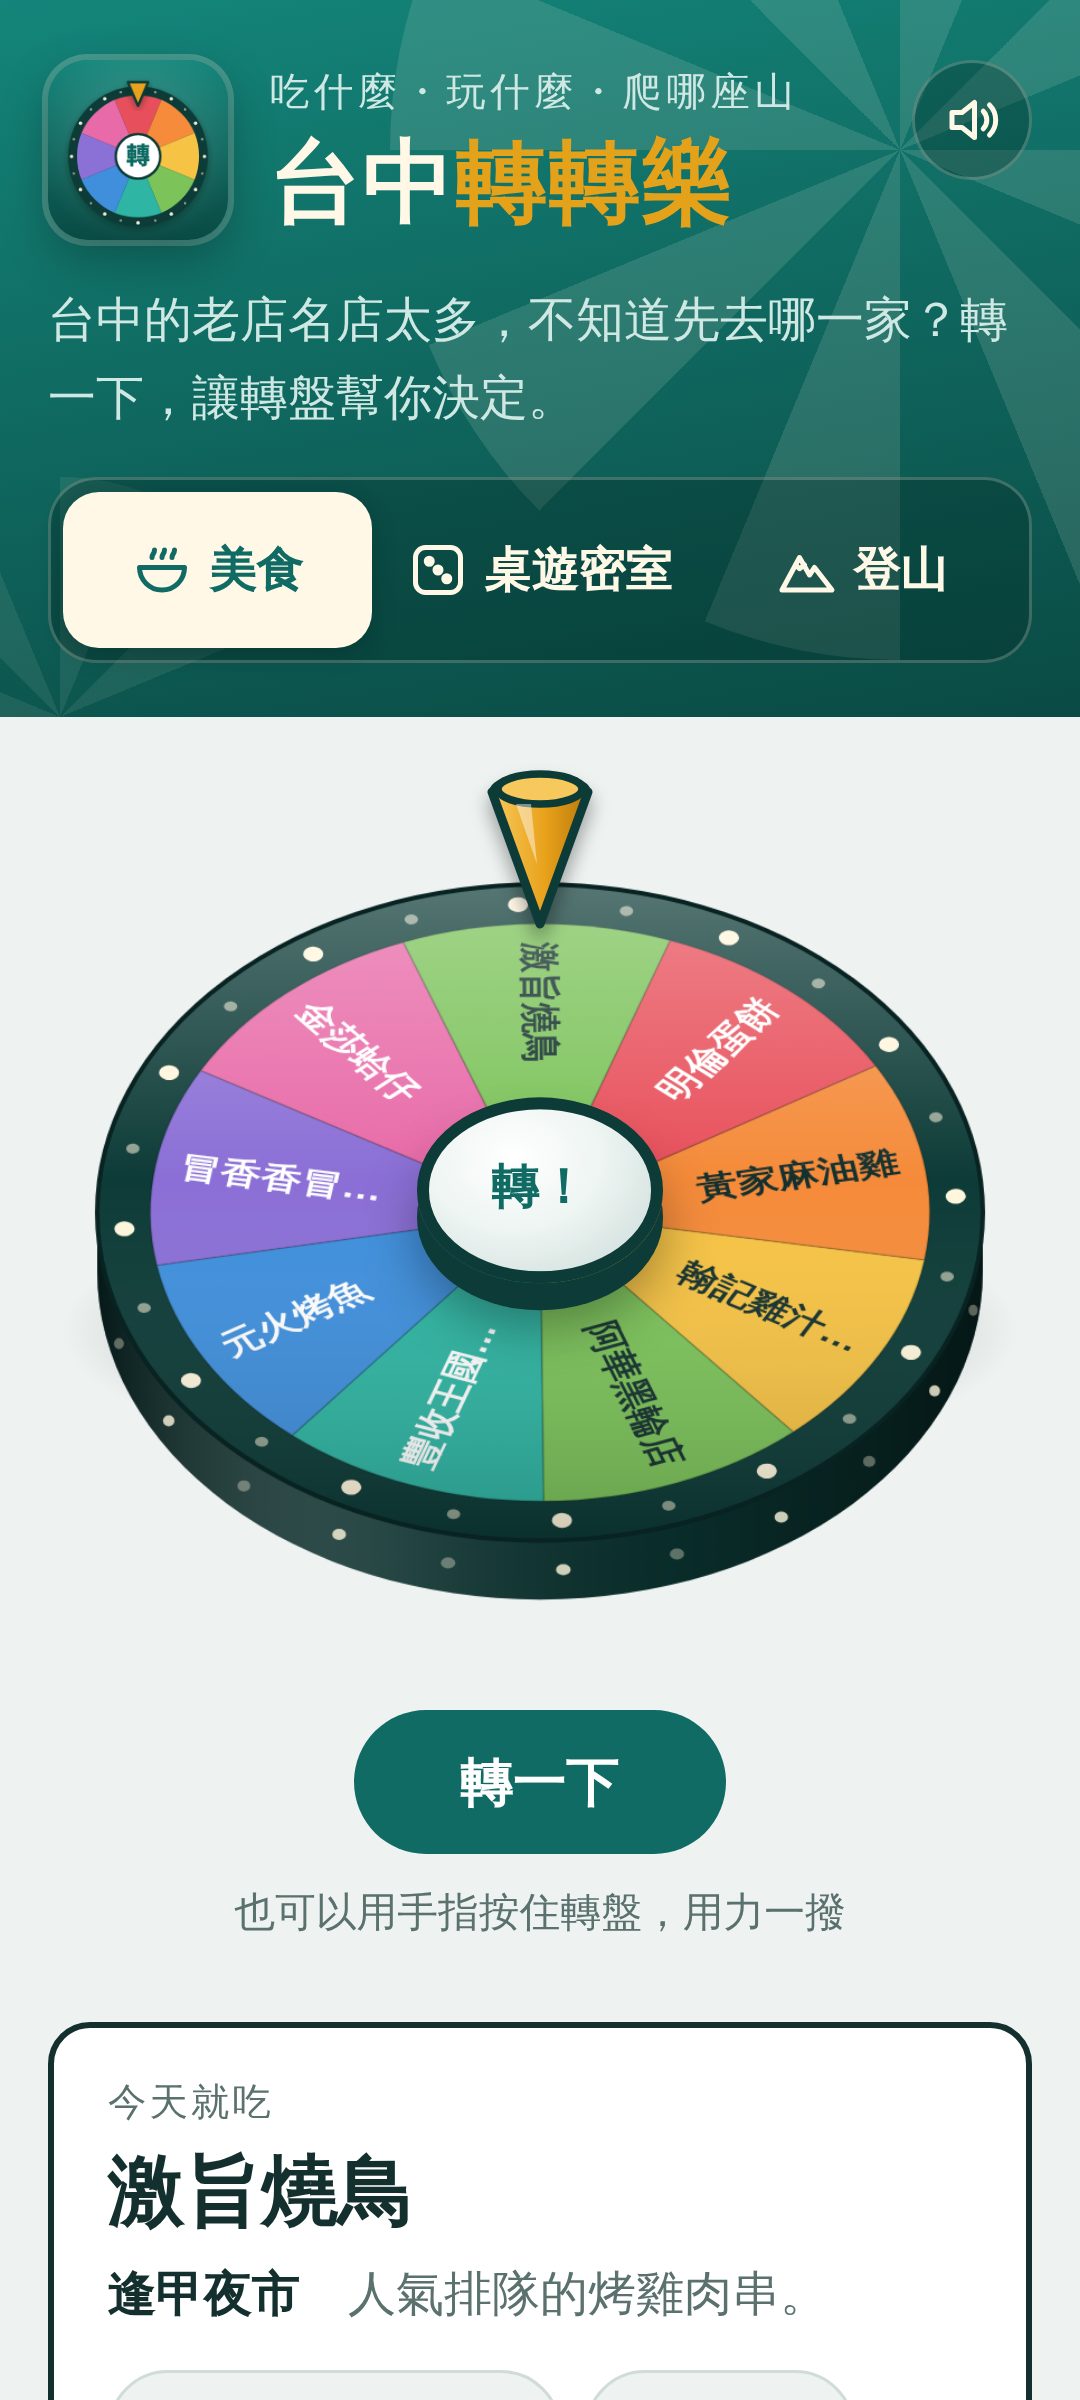 轉
吃什麼・玩什麼・爬哪座山
台中轉轉樂
台中的老店名店太多，不知道先去哪一家？轉
一下，讓轉盤幫你決定。
美食
桌遊密室
登山
激旨燒鳥
明倫蛋餅
黃家麻油雞
翰記雞汁…
阿華黑輪店
豐收王國…
元火烤魚
冒香香冒…
金莎蛤仔
轉！
轉一下
也可以用手指按住轉盤，用力一撥
今天就吃
激旨燒鳥
逢甲夜市　人氣排隊的烤雞肉串。